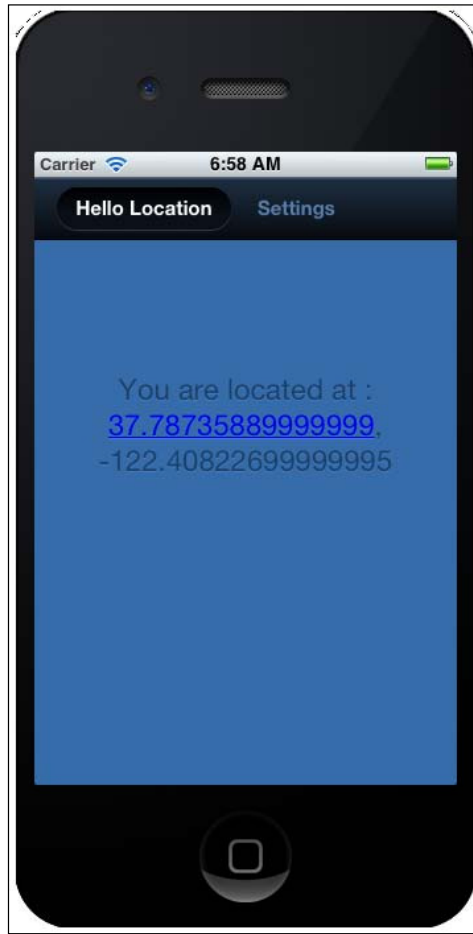 Carrier 6:58 AM
Hello Location Settings
You are located at :
37.78735889999999,
-122.40822699999995